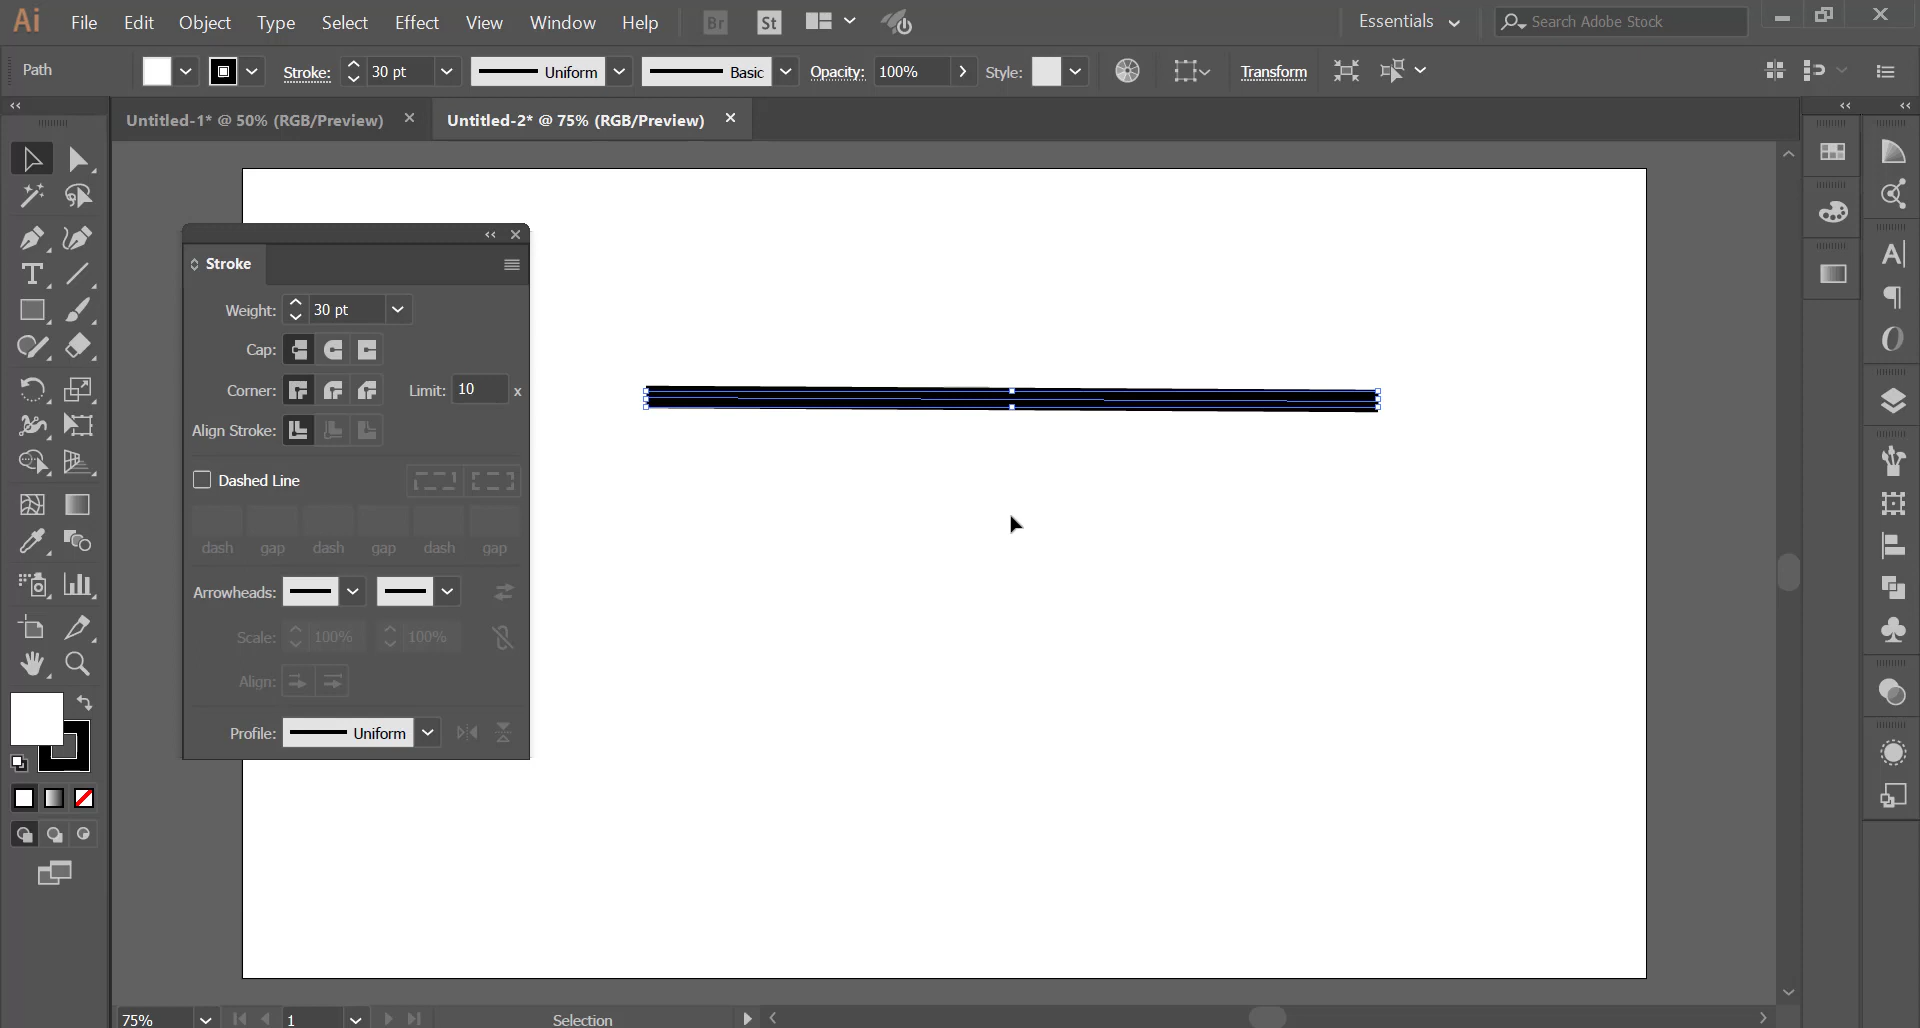 Ai File Edit Object Type Select Effect View Window Help Br St Essentials Search Adobe Stock
Path Stroke: 30 pt Uniform Basic Opacity: 100% Style: Transform
Untitled-1* @ 50% (RGB/Preview) Untitled-2* @ 75% (RGB/Preview)
Stroke
Weight: 30 pt
Cap:
Corner: Limit: 10 x
Align Stroke:
Dashed Line
dash gap dash gap dash gap
Arrowheads:
Scale: 100% 100%
Align:
Profile: Uniform
75% 1 Selection